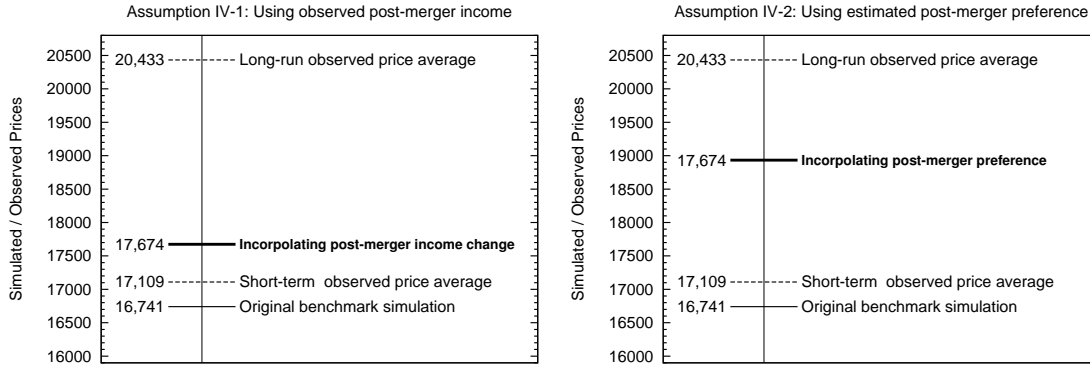 Assumption IV-1: Using observed post-merger income
Simulated / Observed Prices
20500
20000
19500
19000
18500
18000
17500
17000
16500
16000
20,433 Long-run observed price average
17,674 Incorpolating post-merger income change
17,109 Short-term observed price average
16,741 Original benchmark simulation
Assumption IV-2: Using estimated post-merger preference
Simulated / Observed Prices
20500
20000
19500
19000
18500
18000
17500
17000
16500
16000
20,433 Long-run observed price average
17,674 Incorpolating post-merger preference
17,109 Short-term observed price average
16,741 Original benchmark simulation